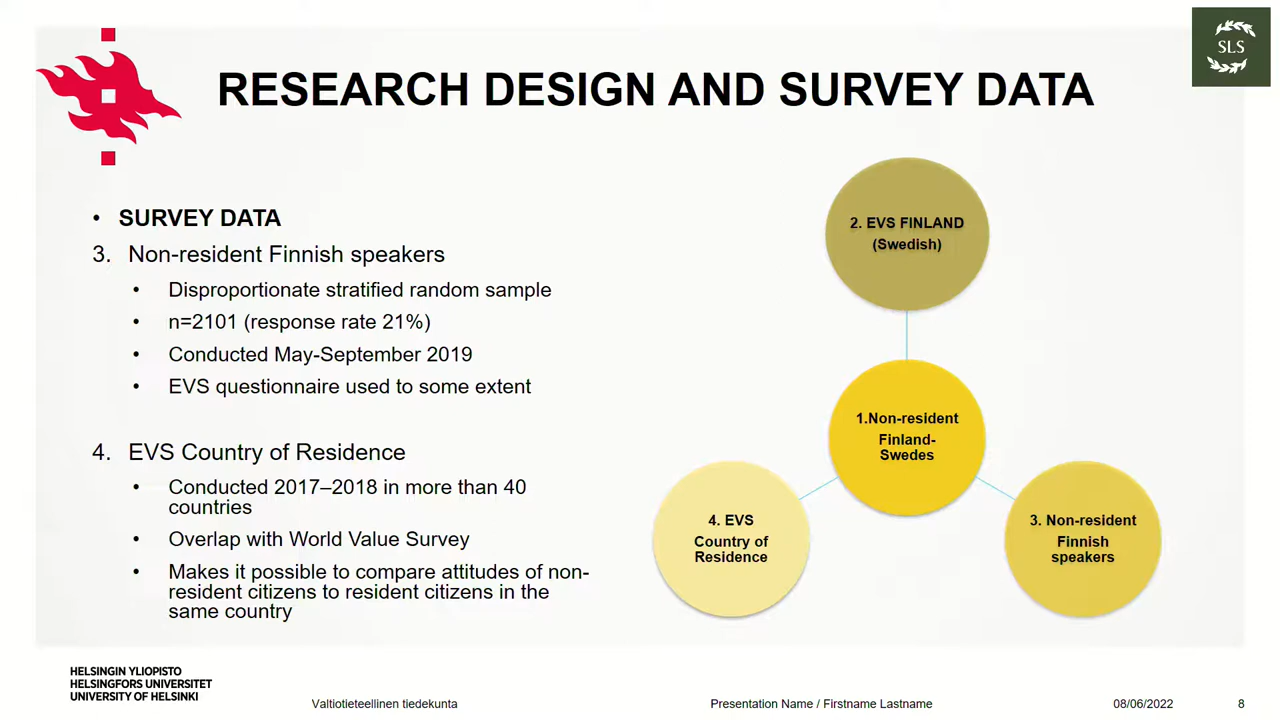 SLS
RESEARCH DESIGN AND SURVEY DATA
• SURVEY DATA
3. Non-resident Finnish speakers
• Disproportionate stratified random sample
• n=2101 (response rate 21%)
• Conducted May-September 2019
• EVS questionnaire used to some extent
4. EVS Country of Residence
• Conducted 2017–2018 in more than 40
countries
• Overlap with World Value Survey
• Makes it possible to compare attitudes of non-
resident citizens to resident citizens in the
same country
2. EVS FINLAND
(Swedish)
1.Non-resident
Finland-
Swedes
4. EVS
Country of
Residence
3. Non-resident
Finnish
speakers
HELSINGIN YLIOPISTO
HELSINGFORS UNIVERSITET
UNIVERSITY OF HELSINKI
Valtiotieteellinen tiedekunta
Presentation Name / Firstname Lastname
08/06/2022
8